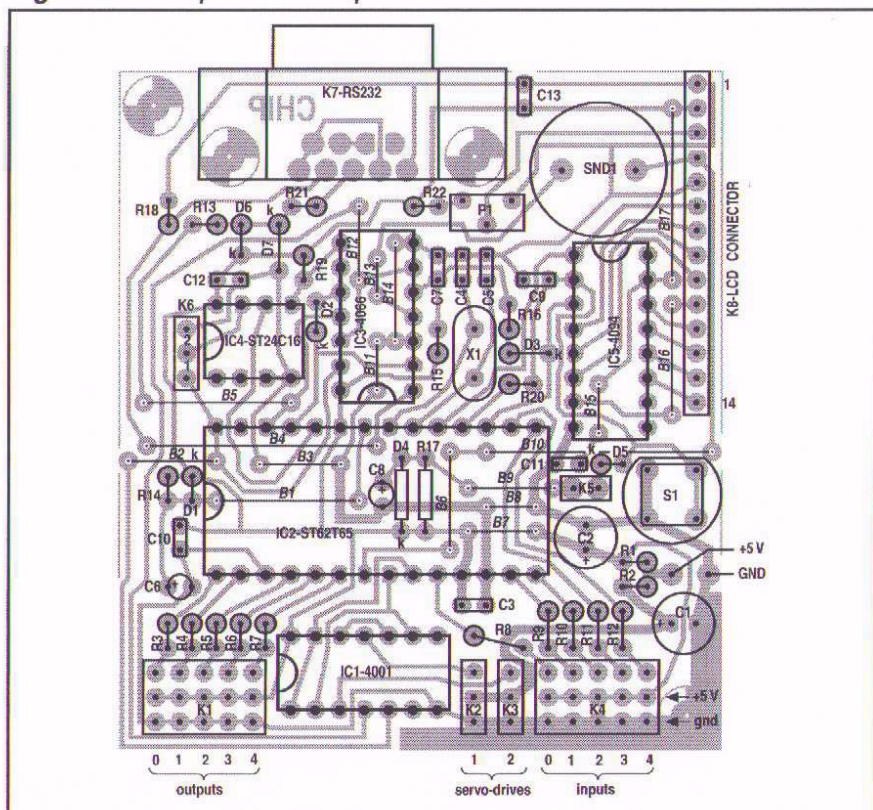 K7-RS232
CHIP
C13
1
SND1
R21
R22
P1
R18
R13
D6
k
D7
k
R19
B12
B13
B14
B17
K8-LCD CONNECTOR
C12
C7
C4
C5
C9
K6
2
1
IC4-ST24C16
D2
k
IC3-4066
B11
R15
X1
R16
D3
k
R20
IC5-4094
B16
B15
14
B5
B4
B2
k
B3
B10
R14
D1
B1
C8
+
D4
R17
k
B6
B9
B8
B7
C11
k
D5
K5
S1
C10
IC2-ST62T65
C2
+
R1
R2
+5 V
GND
C6
+
C3
C1
+
R3
R4
R5
R6
R7
IC1-4001
R8
R9
R10
R11
R12
K1
K2
K3
K4
+5 V
gnd
0 1 2 3 4
1 2
0 1 2 3 4
outputs
servo-drives
inputs